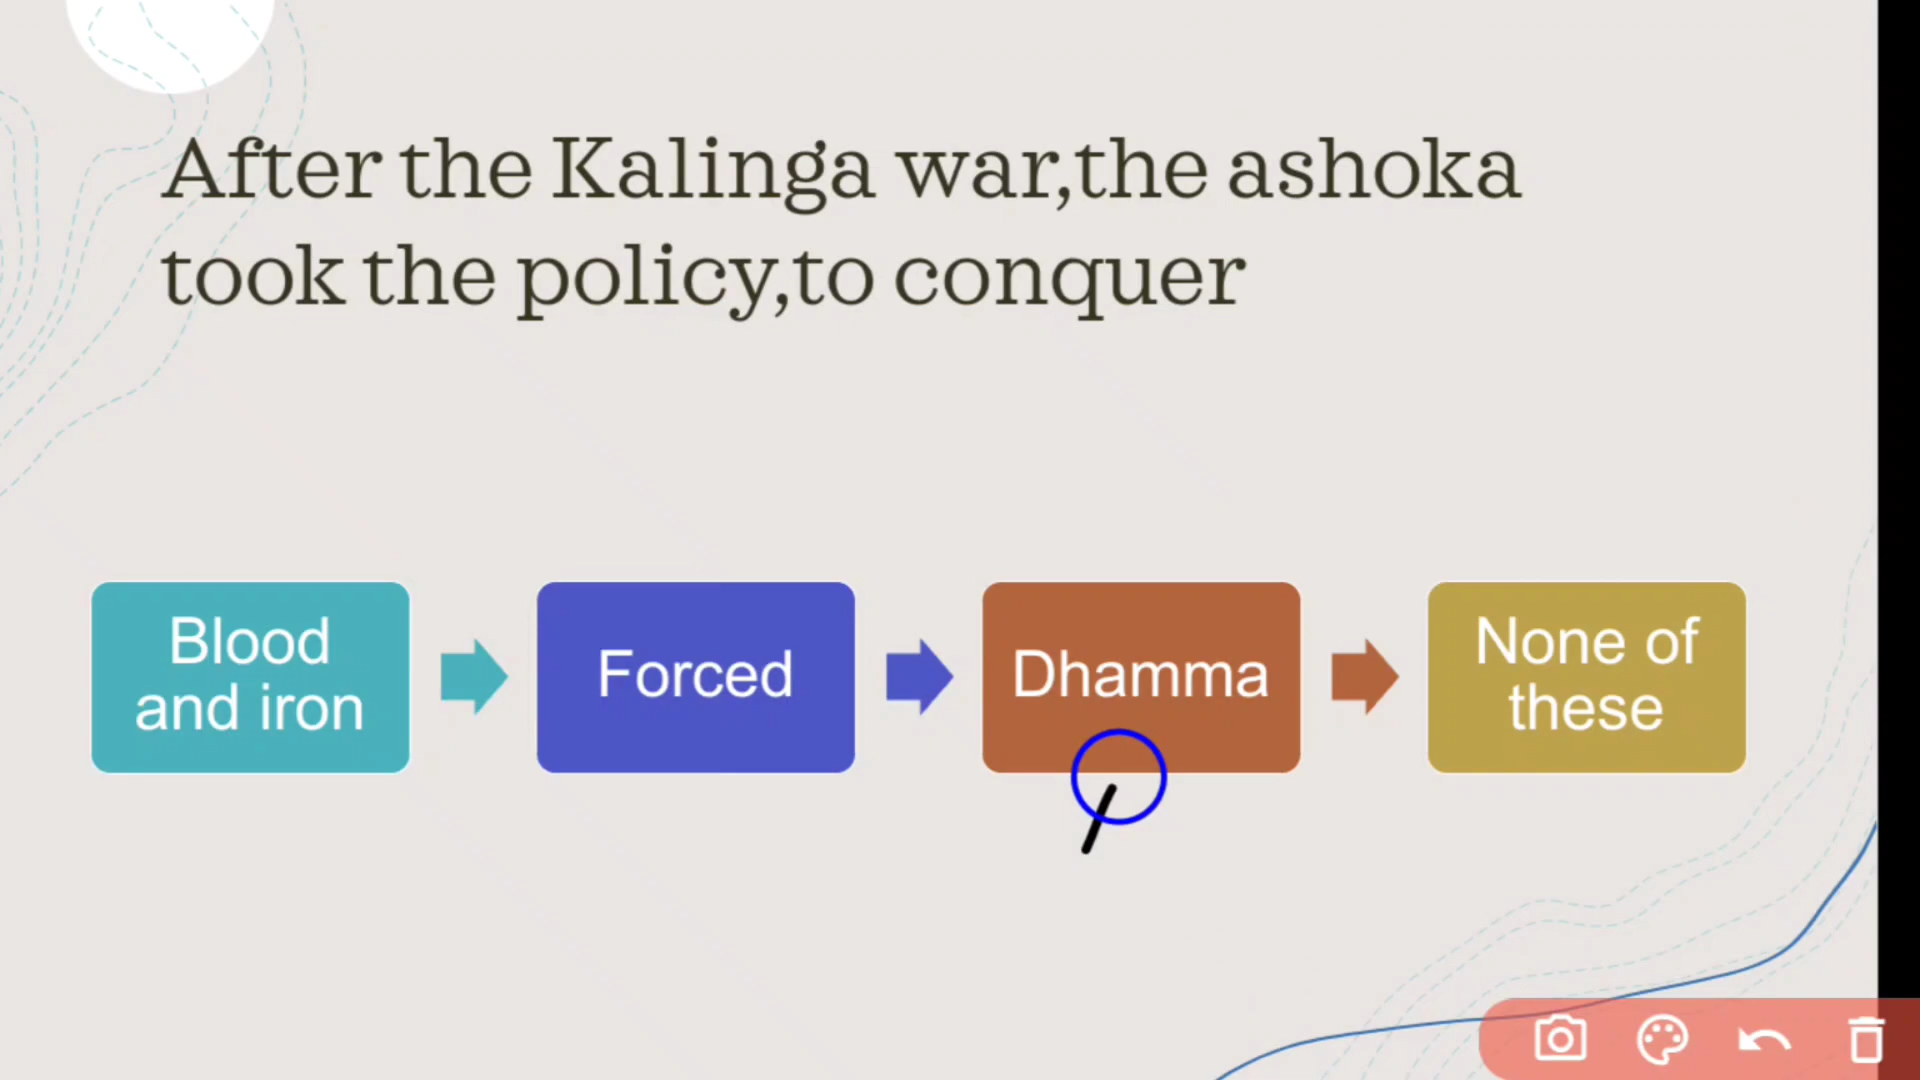 After the Kalinga war,the ashoka
took the policy,to conquer
Blood
and iron
Forced
Dhamma
None of
these